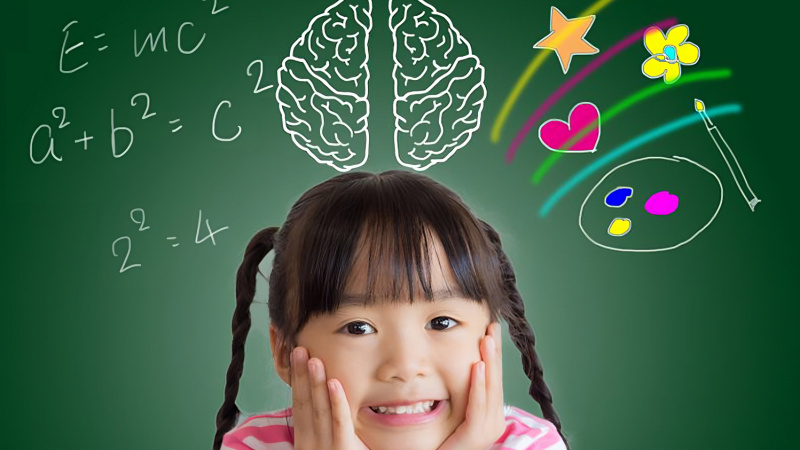 E = mc²
a² + b² = c²
2² = 4